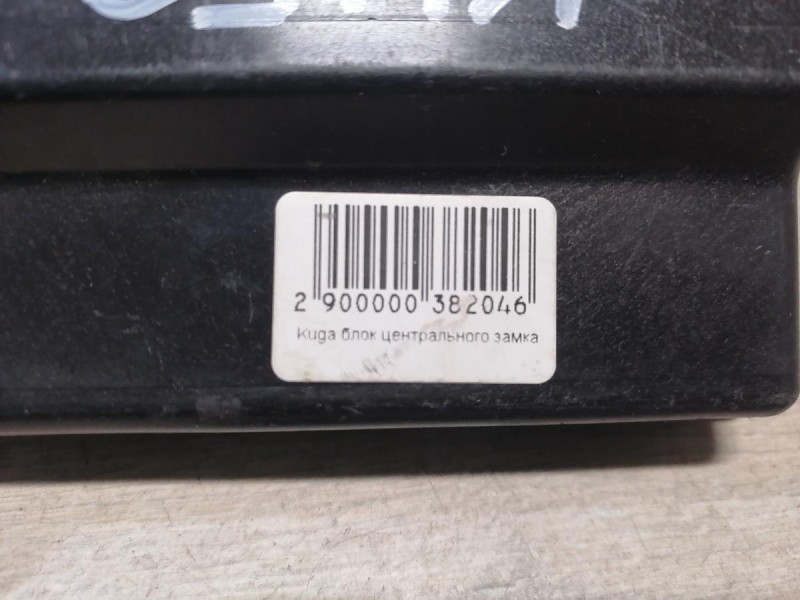 2 900000 382046
Kuga блок центрального замка